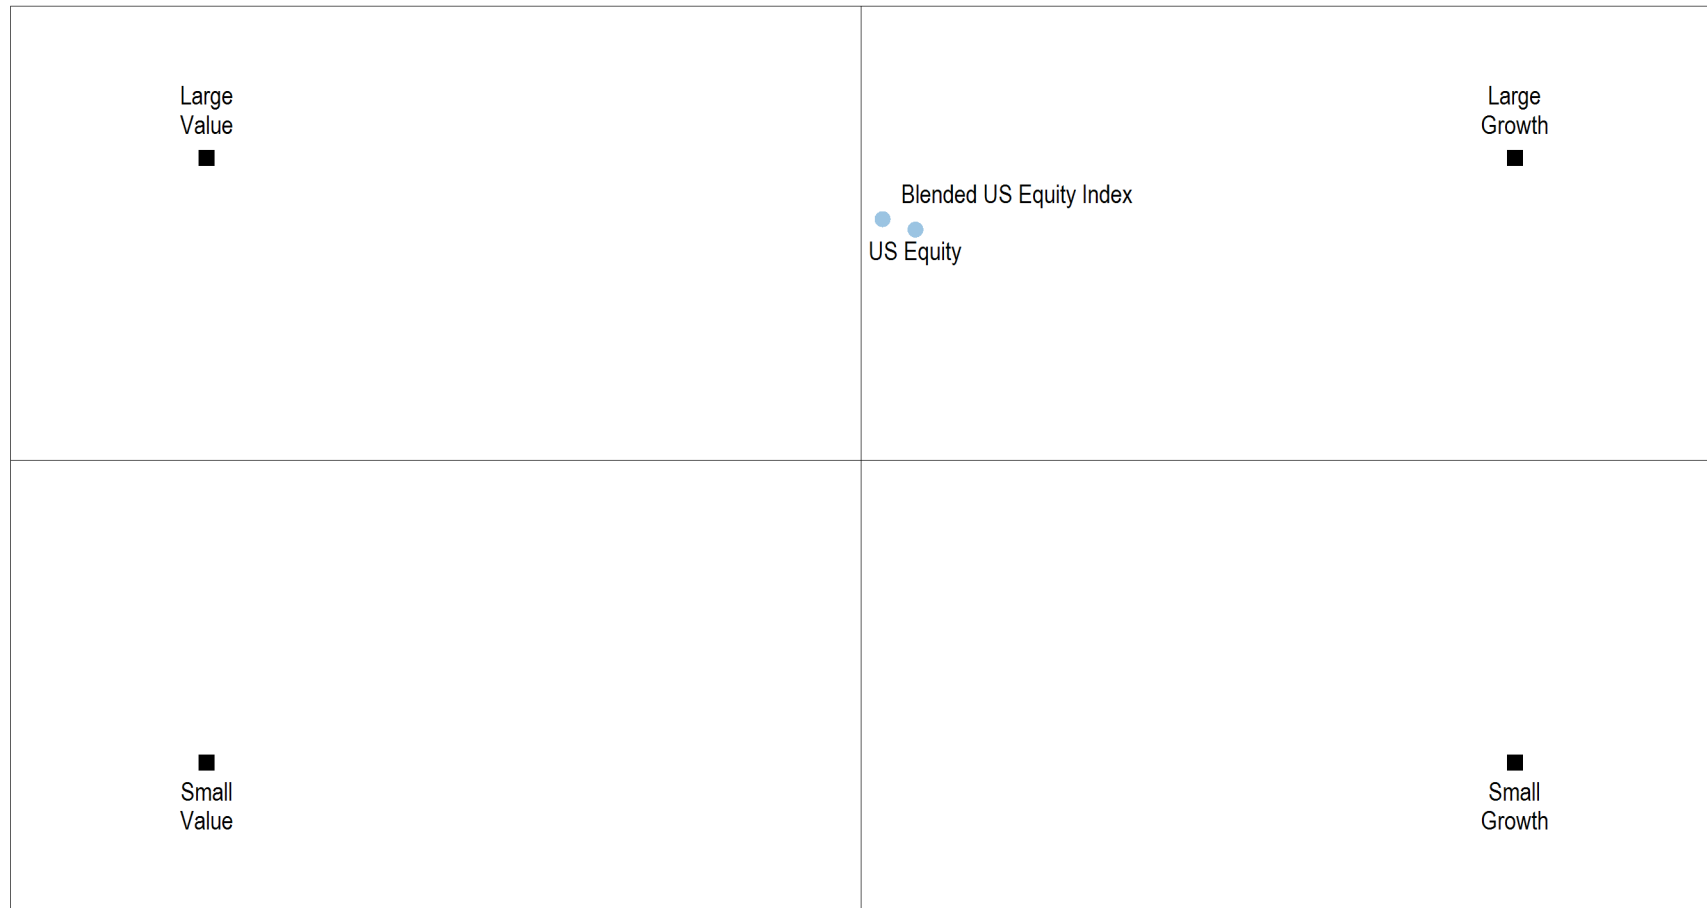 Large
Value
Large
Growth
Blended US Equity Index
US Equity
Small
Value
Small
Growth